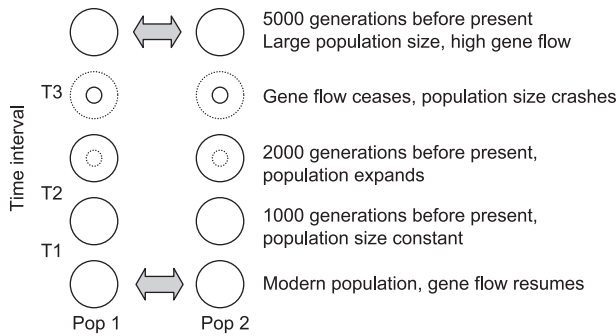 5000 generations before present
Large population size, high gene flow
T3
Gene flow ceases, population size crashes
Time interval
2000 generations before present,
population expands
T2
1000 generations before present,
population size constant
T1
Modern population, gene flow resumes
Pop 1 Pop 2